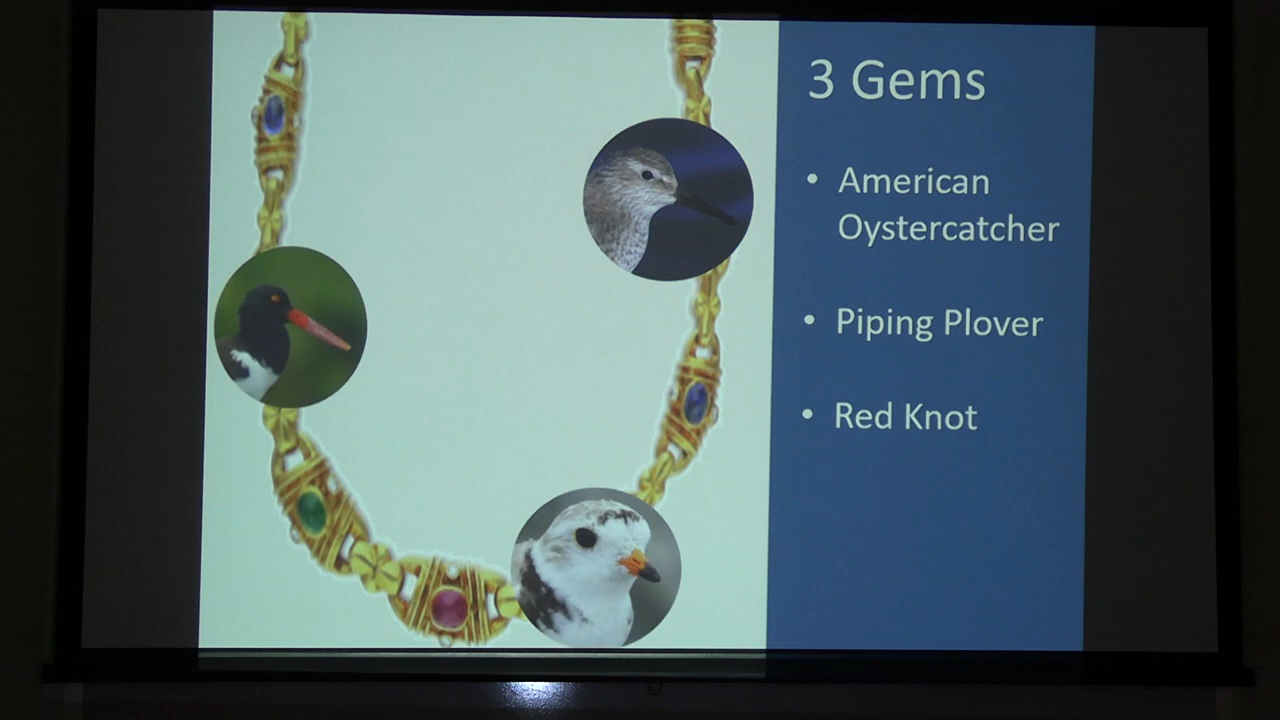 3 Gems
• American
Oystercatcher
• Piping Plover
• Red Knot